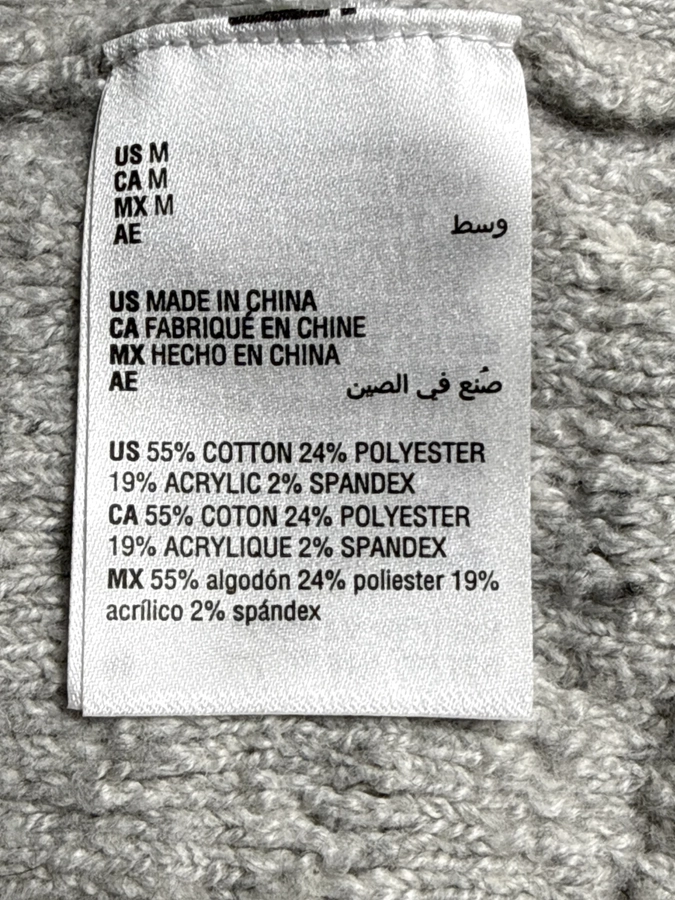 US M
CA M
MX M
AE وسط
US MADE IN CHINA
CA FABRIQUÉ EN CHINE
MX HECHO EN CHINA
AE صُنع في الصين
US 55% COTTON 24% POLYESTER
19% ACRYLIC 2% SPANDEX
CA 55% COTON 24% POLYESTER
19% ACRYLIQUE 2% SPANDEX
MX 55% algodón 24% poliester 19%
acrílico 2% spándex